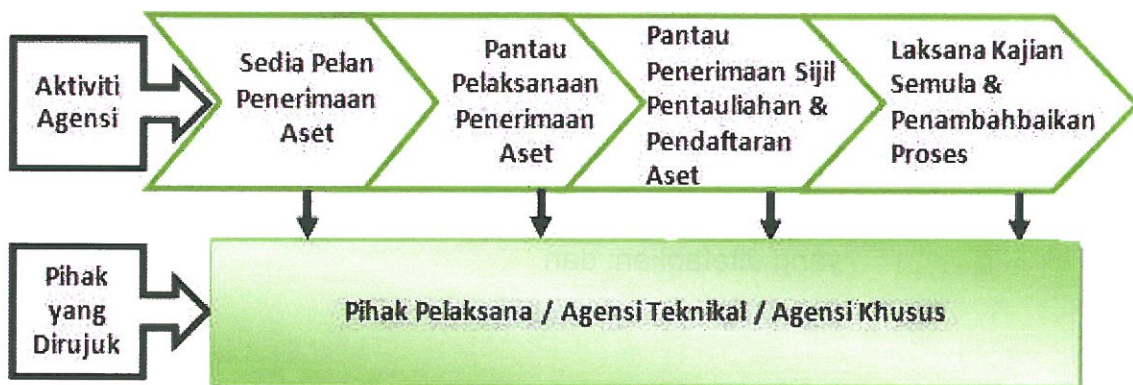 Aktiviti
Agensi
Sedia Pelan
Penerimaan
Aset
Pantau
Pelaksanaan
Penerimaan
Aset
Pantau
Penerimaan Sijil
Pentauliahan &
Pendaftaran
Aset
Laksana Kajian
Semula &
Penambahbaikan
Proses
Pihak
yang
Dirujuk
Pihak Pelaksana / Agensi Teknikal / Agensi Khusus